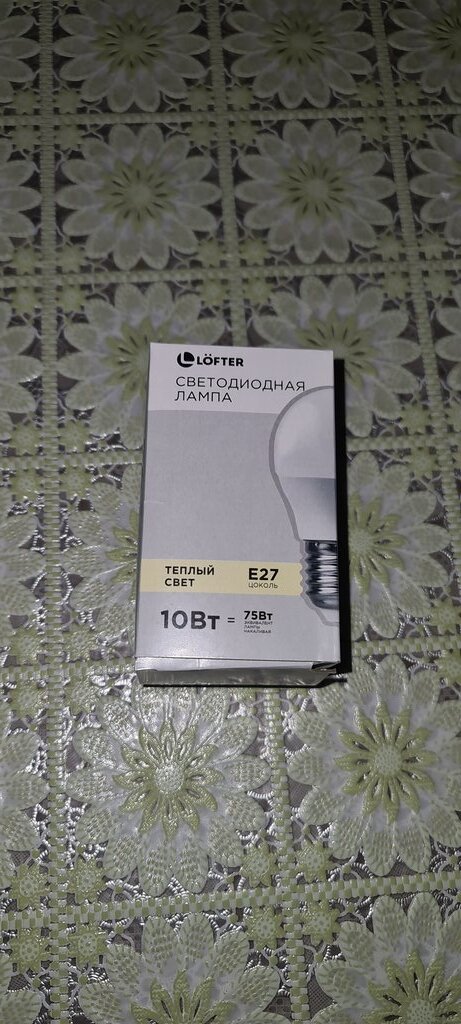 LÖFTER
СВЕТОДИОДНАЯ
ЛАМПА
ТЕПЛЫЙ
СВЕТ
E27
ЦОКОЛЬ
10Вт = 75Вт
ЭКВИВАЛЕНТ
ЛАМПЫ
НАКАЛИВАНИЯ